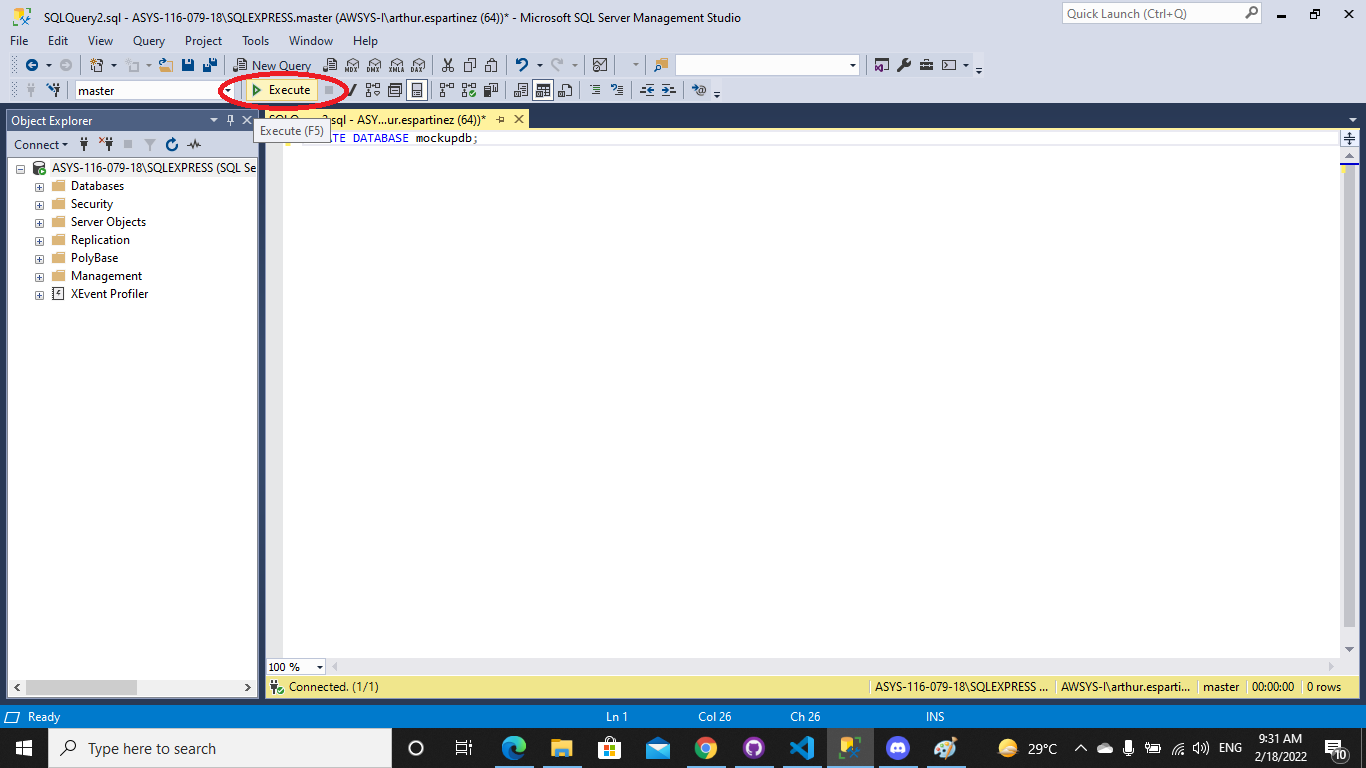 SQLQuery2.sql - ASYS-116-079-18\SQLEXPRESS.master (AWSYS-I\arthur.espartinez (64))* - Microsoft SQL Server Management Studio
Quick Launch (Ctrl+Q)
File Edit View Query Project Tools Window Help
New Query MDX DMX XMLA DAX
master Execute
Object Explorer
SQLQ 2.sql - ASY...ur.espartinez (64))*
Execute (F5)
ATE DATABASE mockupdb;
Connect
ASYS-116-079-18\SQLEXPRESS (SQL Se
Databases
Security
Server Objects
Replication
PolyBase
Management
XEvent Profiler
100 %
Connected. (1/1) ASYS-116-079-18\SQLEXPRESS ... AWSYS-I\arthur.esparti... master 00:00:00 0 rows
Ready Ln 1 Col 26 Ch 26 INS
Type here to search
29°C ENG
9:31 AM
2/18/2022
10